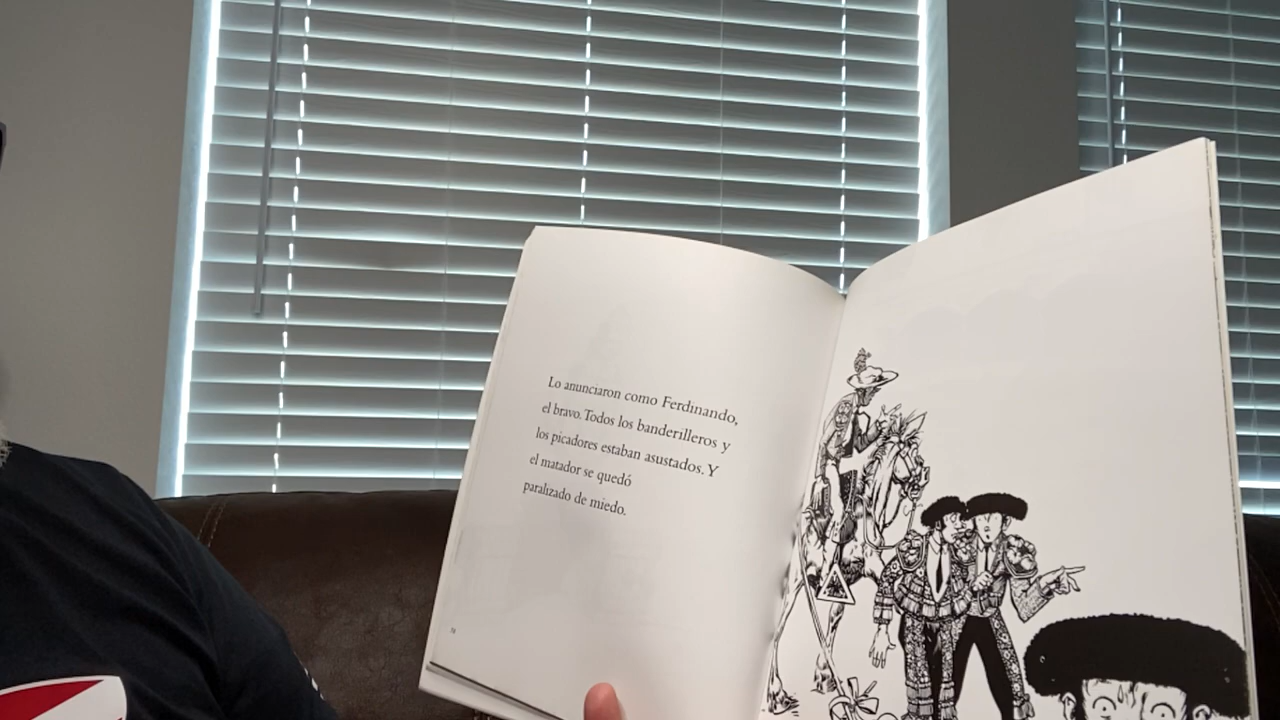 Lo anunciaron como Ferdinando,
el bravo. Todos los banderilleros y
los picadores estaban asustados. Y
el matador se quedó
paralizado de miedo.